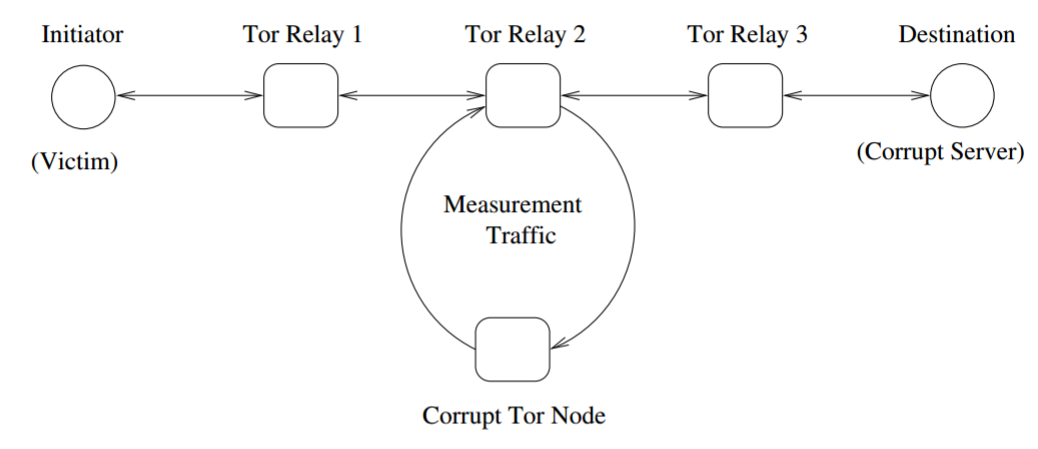 Initiator
Tor Relay 1
Tor Relay 2
Tor Relay 3
Destination
(Victim)
(Corrupt Server)
Measurement
Traffic
Corrupt Tor Node